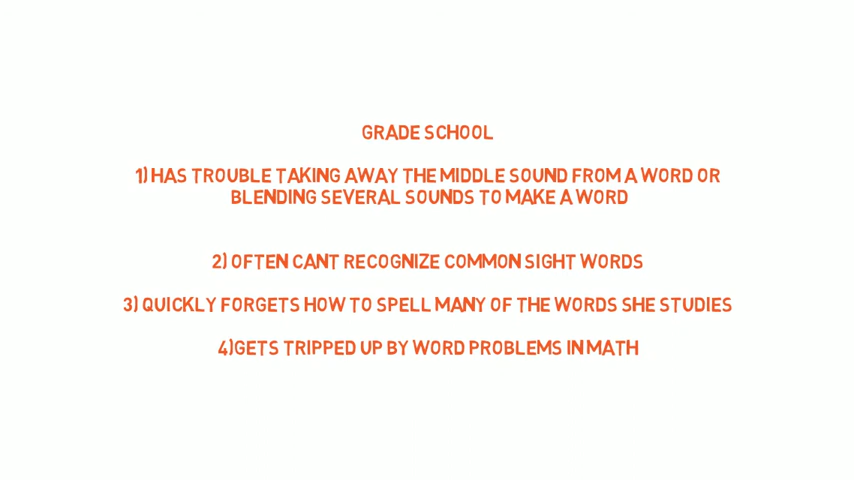 GRADE SCHOOL
1) HAS TROUBLE TAKING AWAY THE MIDDLE SOUND FROM A WORD OR
BLENDING SEVERAL SOUNDS TO MAKE A WORD
2) OFTEN CANT RECOGNIZE COMMON SIGHT WORDS
3) QUICKLY FORGETS HOW TO SPELL MANY OF THE WORDS SHE STUDIES
4)GETS TRIPPED UP BY WORD PROBLEMS IN MATH